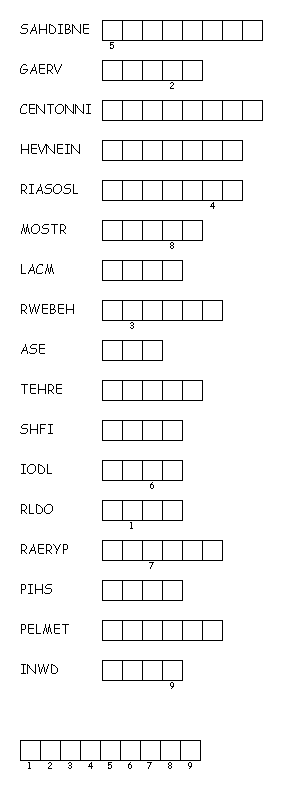 SAHDIBNE
5
GAERV
2
CENTONNI
HEVNEIN
RIASOSL
4
MOSTR
8
LACM
RWEBEH
3
ASE
TEHRE
SHFI
IODL
6
RLDO
1
RAERYP
7
PIHS
PELMET
INWD
9
1 2 3 4 5 6 7 8 9